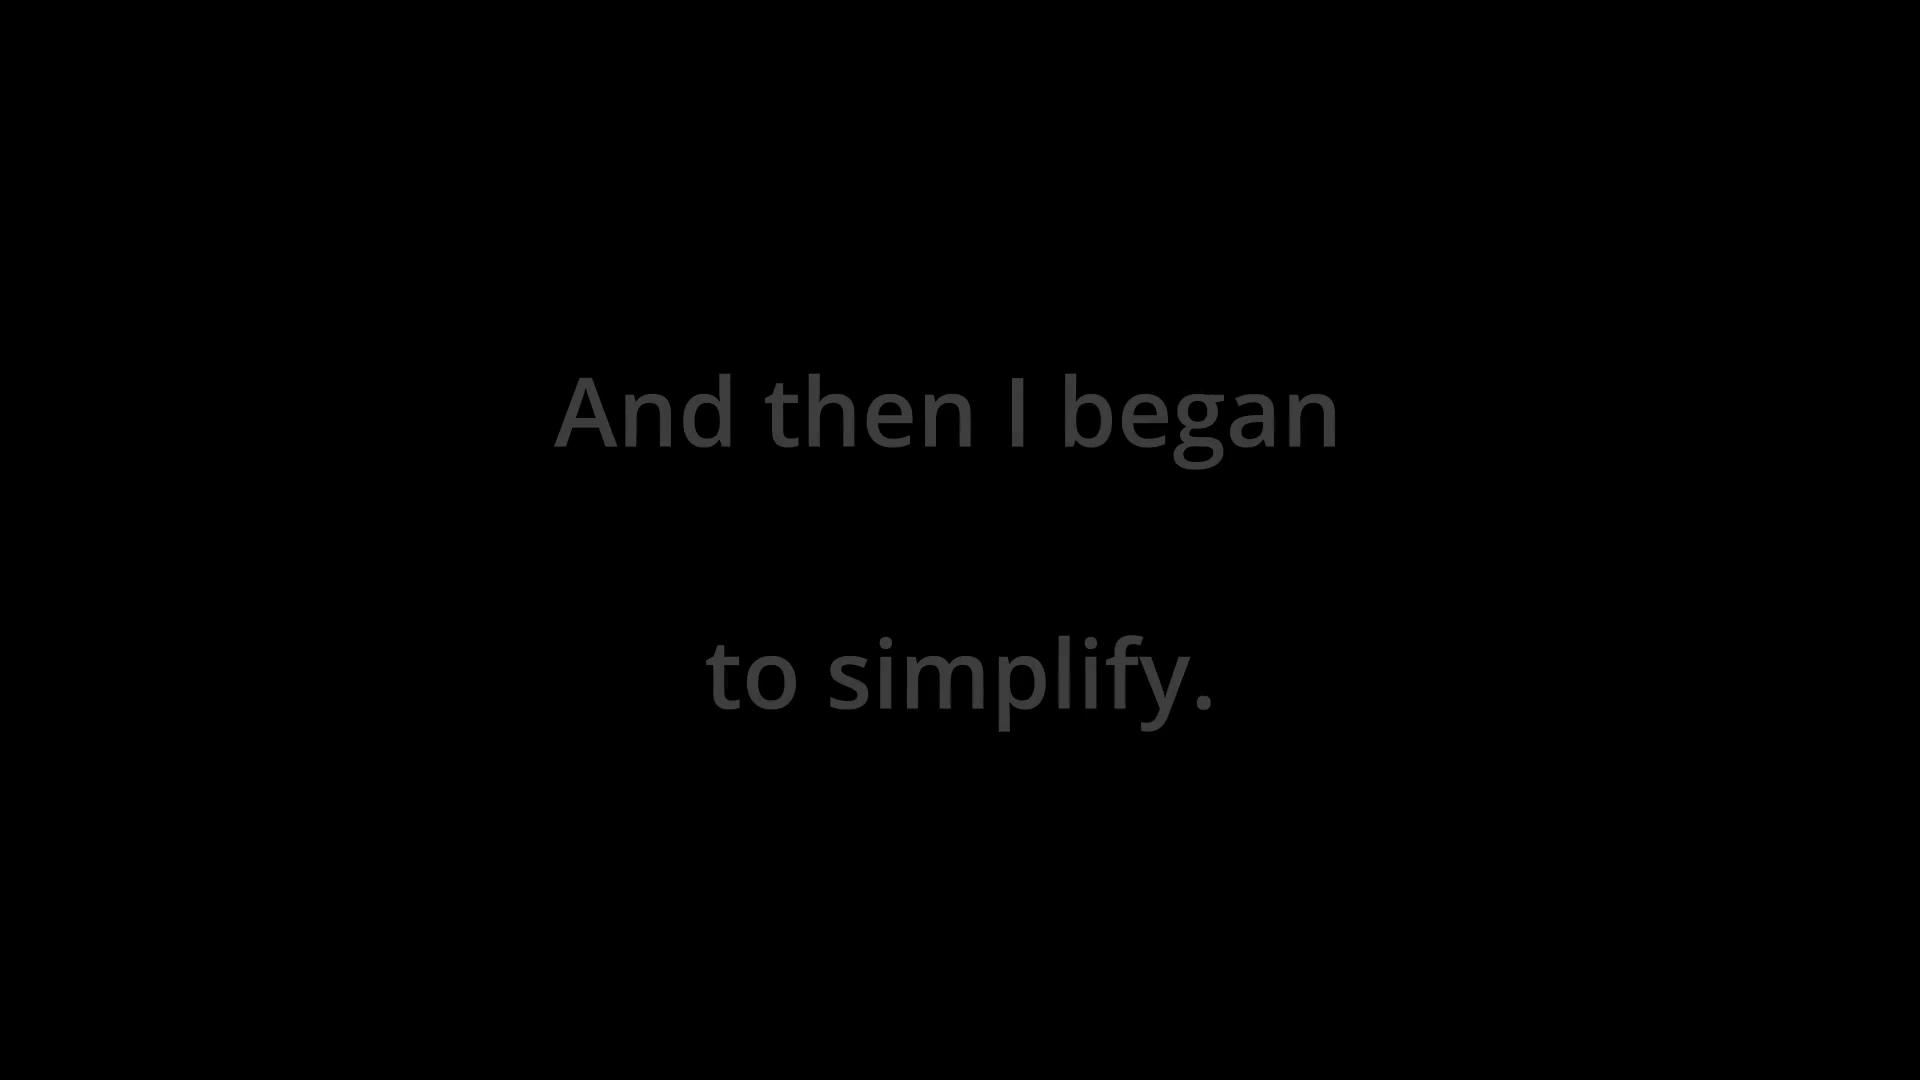 And then I began
to simplify.